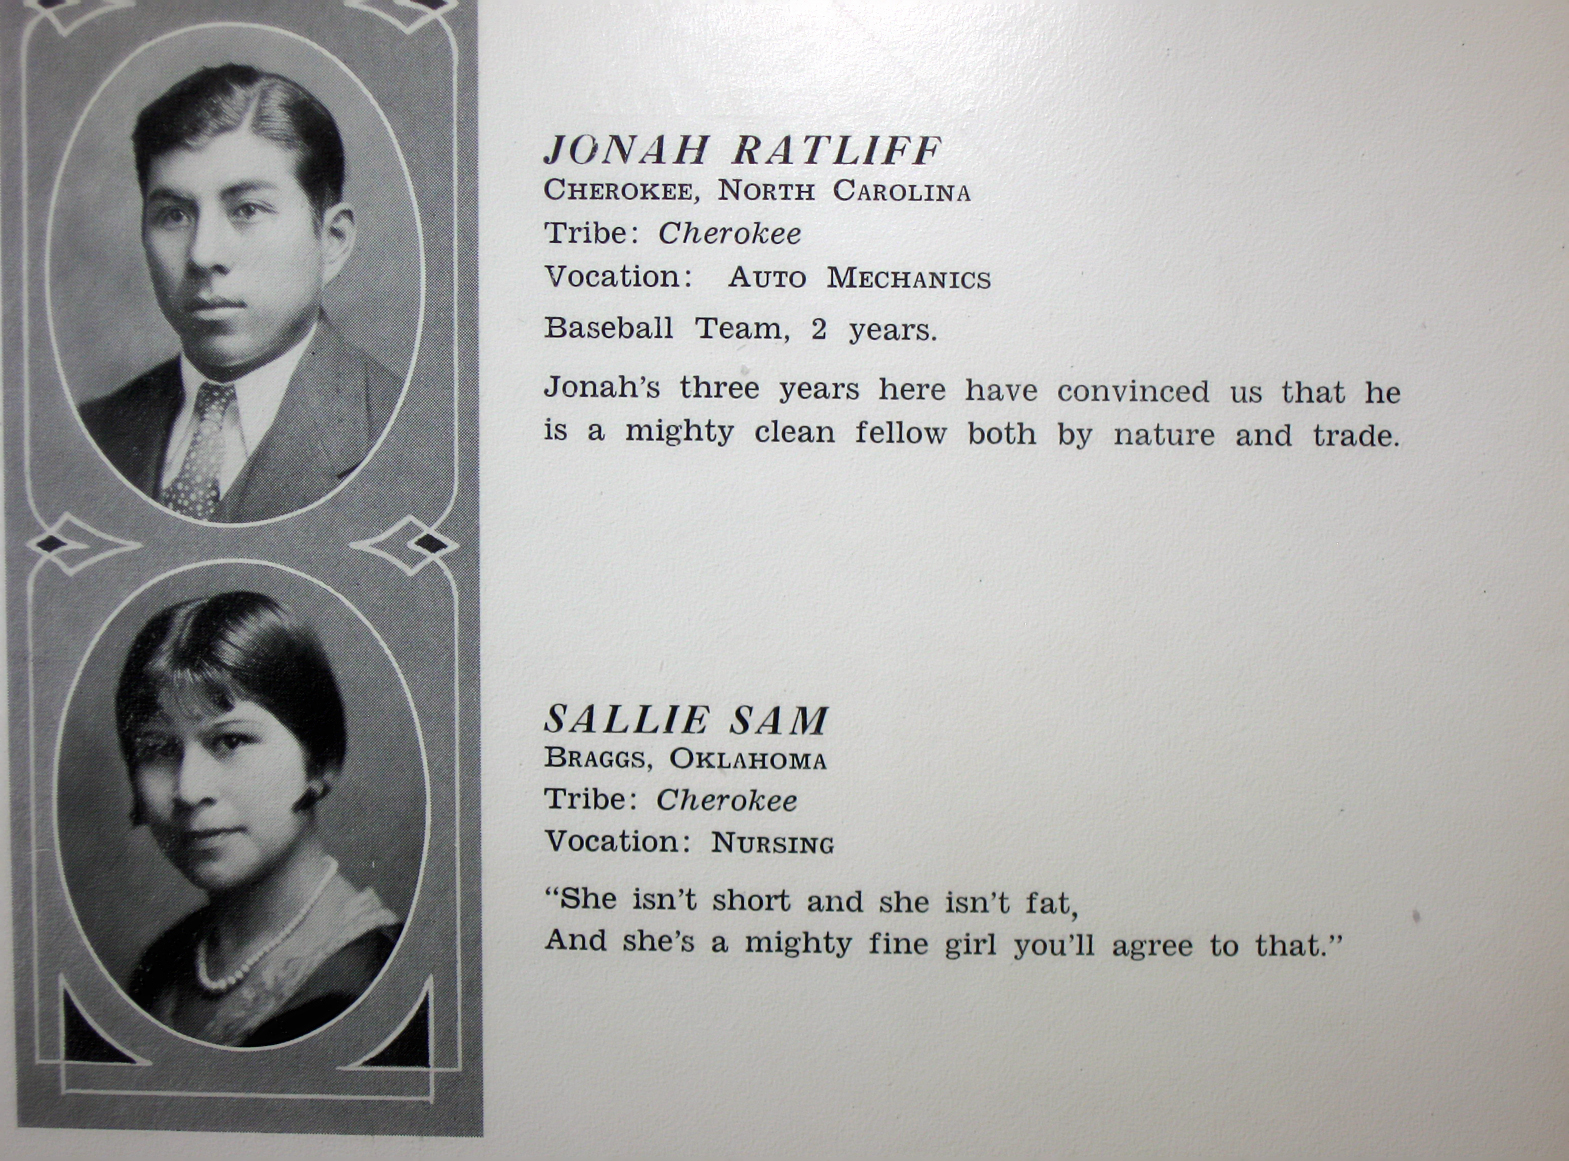 JONAH RATLIFF
CHEROKEE, NORTH CAROLINA
Tribe: Cherokee
Vocation: AUTO MECHANICS
Baseball Team, 2 years.
Jonah's three years here have convinced us that he
is a mighty clean fellow both by nature and trade.
SALLIE SAM
BRAGGS, OKLAHOMA
Tribe: Cherokee
Vocation: NURSING
“She isn't short and she isn't fat,
And she's a mighty fine girl you'll agree to that.”